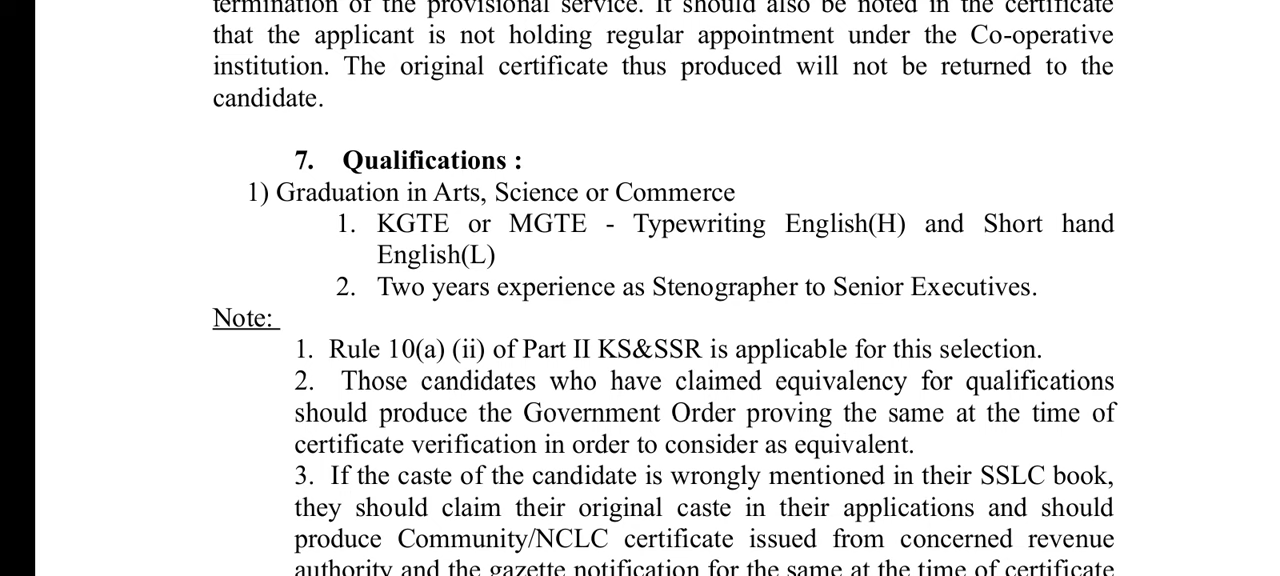 termination of the provisional service. It should also be noted in the certificate
that the applicant is not holding regular appointment under the Co-operative
institution. The original certificate thus produced will not be returned to the
candidate.
7. Qualifications :
1) Graduation in Arts, Science or Commerce
1. KGTE or MGTE - Typewriting English(H) and Short hand
English(L)
2. Two years experience as Stenographer to Senior Executives.
Note:
1. Rule 10(a) (ii) of Part II KS&SSR is applicable for this selection.
2. Those candidates who have claimed equivalency for qualifications
should produce the Government Order proving the same at the time of
certificate verification in order to consider as equivalent.
3. If the caste of the candidate is wrongly mentioned in their SSLC book,
they should claim their original caste in their applications and should
produce Community/NCLC certificate issued from concerned revenue
authority and the gazette notification for the same at the time of certificate